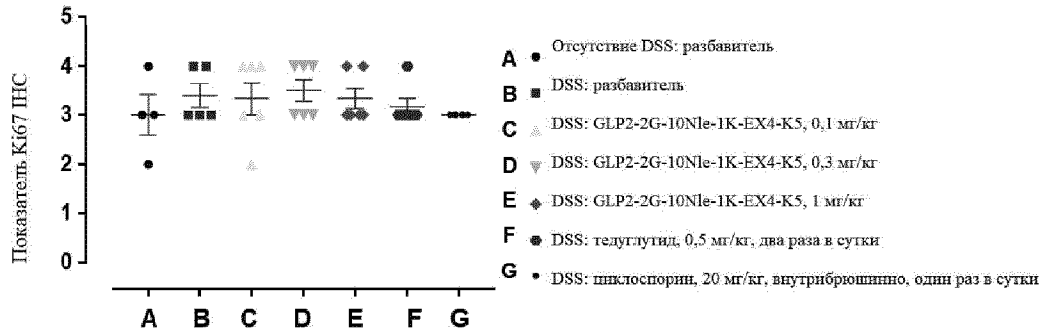 Показатель Ki67 IHC
5
4
3
2
1
0
A B C D E F G
A Отсутствие DSS: разбавитель
B DSS: разбавитель
C DSS: GLP2-2G-10Nle-1K-EX4-K5, 0,1 мг/кг
D DSS: GLP2-2G-10Nle-1K-EX4-K5, 0,3 мг/кг
E DSS: GLP2-2G-10Nle-1K-EX4-K5, 1 мг/кг
F DSS: тедуглутид, 0,5 мг/кг, два раза в сутки
G DSS: циклоспорин, 20 мг/кг, внутрибрюшинно, один раз в сутки